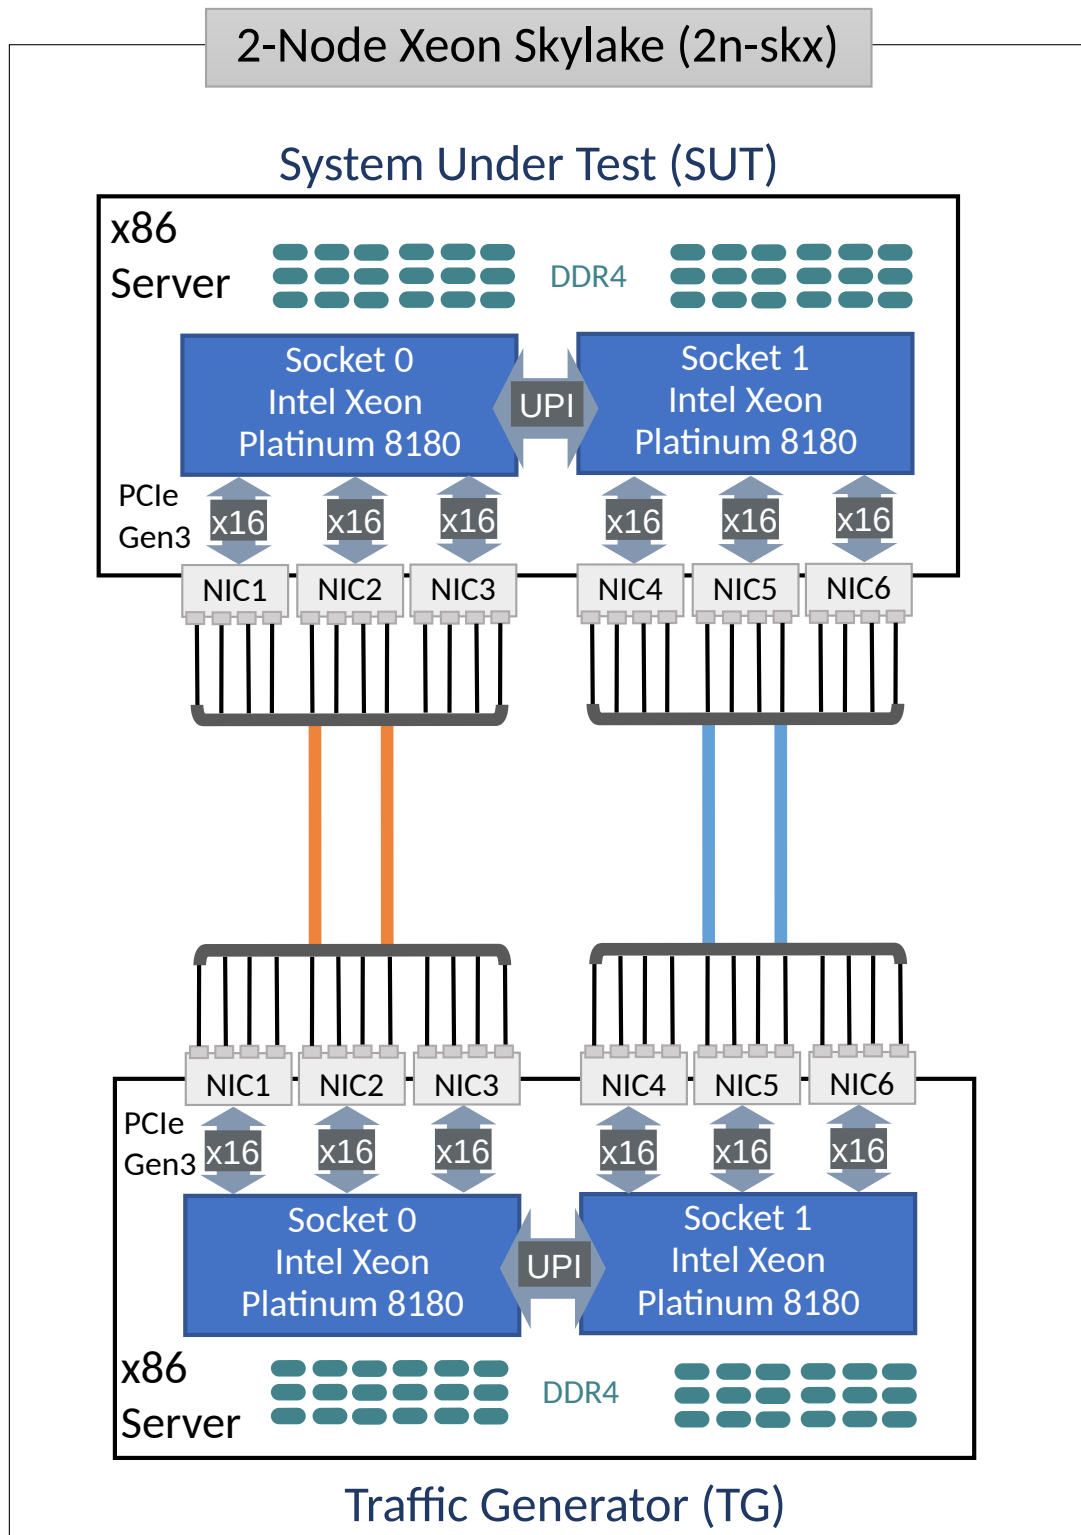 2-Node Xeon Skylake (2n-skx)
System Under Test (SUT)
x86
Server
DDR4
Socket 0
Intel Xeon
Platinum 8180
UPI
Socket 1
Intel Xeon
Platinum 8180
PCIe
Gen3
x16
x16
x16
x16
x16
x16
NIC1
NIC2
NIC3
NIC4
NIC5
NIC6
NIC1
NIC2
NIC3
NIC4
NIC5
NIC6
PCIe
Gen3
x16
x16
x16
x16
x16
x16
Socket 0
Intel Xeon
Platinum 8180
UPI
Socket 1
Intel Xeon
Platinum 8180
x86
Server
DDR4
Traffic Generator (TG)